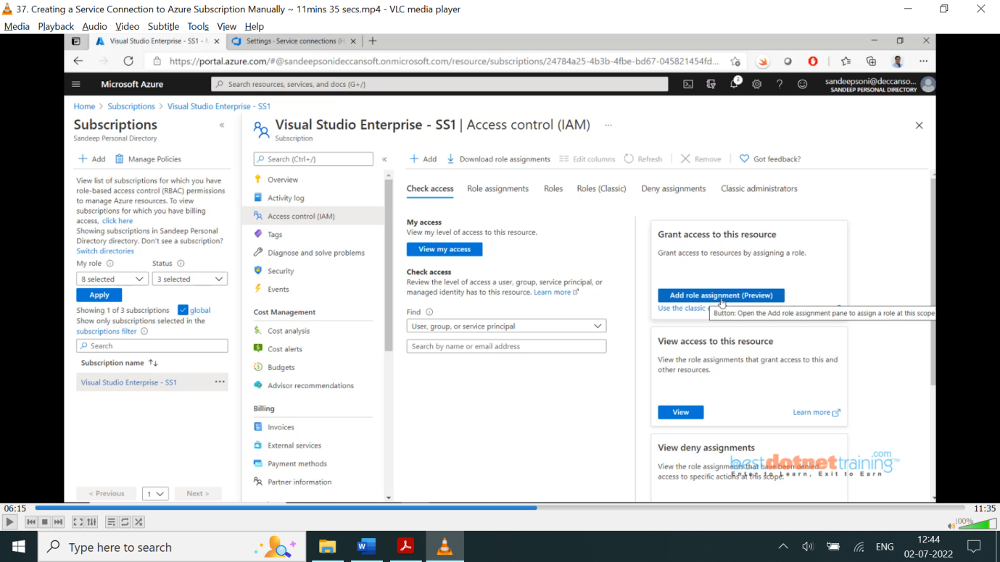 37. Creating a Service Connection to Azure Subscription Manually ~ 11mins 35 secs.mp4 - VLC media player
Media Playback Audio Video Subtitle Tools View Help
Visual Studio Enterprise - SS1 -
Settings - Service connections (
https://portal.azure.com/#@sandeepsonideccansoft.onmicrosoft.com/resource/subscriptions/24784a25-4b3b-4fbe-bd67-045821454fd...
Microsoft Azure
Search resources, services, and docs (G+/)
3
sandeepsoni@deccanso...
SANDEEP PERSONAL DIRECTORY
Home > Subscriptions > Visual Studio Enterprise - SS1
Subscriptions
Sandeep Personal Directory
Add
Manage Policies
View list of subscriptions for which you have
role-based access control (RBAC) permissions
to manage Azure resources. To view
subscriptions for which you have billing
access, click here
Showing subscriptions in Sandeep Personal
Directory directory. Don't see a subscription?
Switch directories
My role
Status
8 selected
3 selected
Apply
Showing 1 of 3 subscriptions
global
Show only subscriptions selected in the
subscriptions filter
Search
Subscription name
Visual Studio Enterprise - SS1
< Previous
1
Next >
Visual Studio Enterprise - SS1 | Access control (IAM) ...
Subscription
Search (Ctrl+/)
Overview
Activity log
Access control (IAM)
Tags
Diagnose and solve problems
Security
Events
Cost Management
Cost analysis
Cost alerts
Budgets
Advisor recommendations
Billing
Invoices
External services
Payment methods
Partner information
Add
Download role assignments
Edit columns
Refresh
Remove
Got feedback?
Check access
Role assignments
Roles
Roles (Classic)
Deny assignments
Classic administrators
My access
View my level of access to this resource.
View my access
Check access
Review the level of access a user, group, service principal, or
managed identity has to this resource. Learn more
Find
User, group, or service principal
Search by name or email address
Grant access to this resource
Grant access to resources by assigning a role.
Add role assignment (Preview)
Use the classic
Button: Open the Add role assignment pane to assign a role at this scope
View access to this resource
View the role assignments that grant access to this and
other resources.
View
Learn more
View deny assignments
View the role assignments that have been denied
access to specific actions at this scope.
bestdotnettraining.com
Enter to Learn, Exit to Earn
06:15
11:35
100%
Type here to search
ENG
12:44
02-07-2022